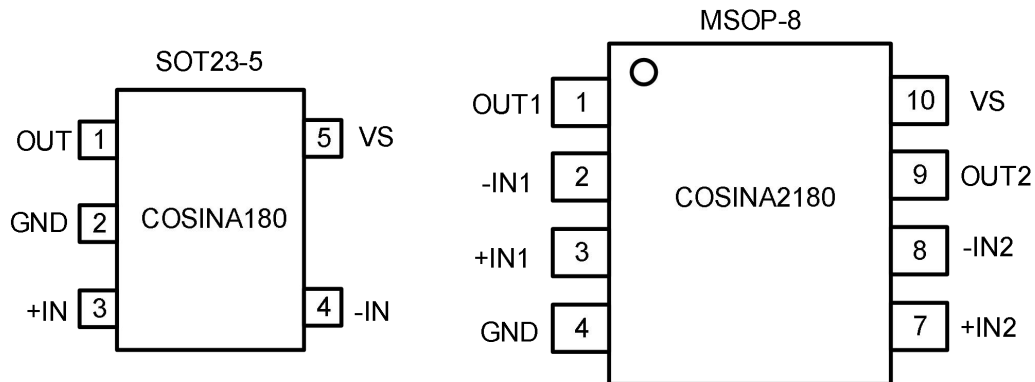 SOT23-5
OUT 1
5 VS
GND 2
COSINA180
+IN 3
4 -IN
MSOP-8
OUT1 1
10 VS
-IN1 2
9 OUT2
COSINA2180
+IN1 3
8 -IN2
GND 4
7 +IN2